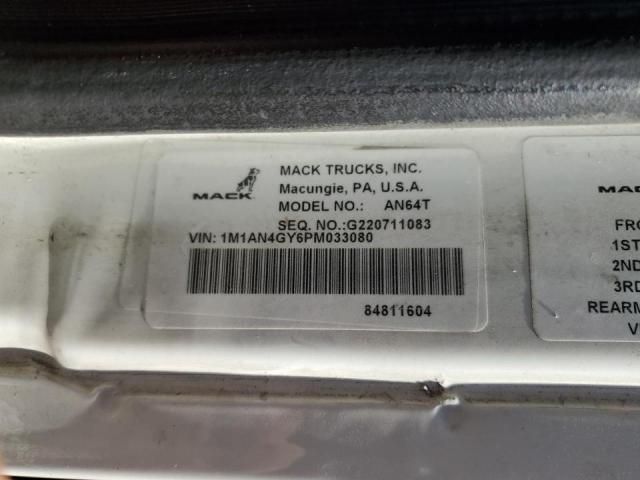 MACK
MACK TRUCKS, INC.
Macungie, PA, U.S.A.
MODEL NO.: AN64T
SEQ. NO.:G220711083
VIN: 1M1AN4GY6PM033080
84811604
MA
FRO
1ST
2ND
3RD
REARM
V